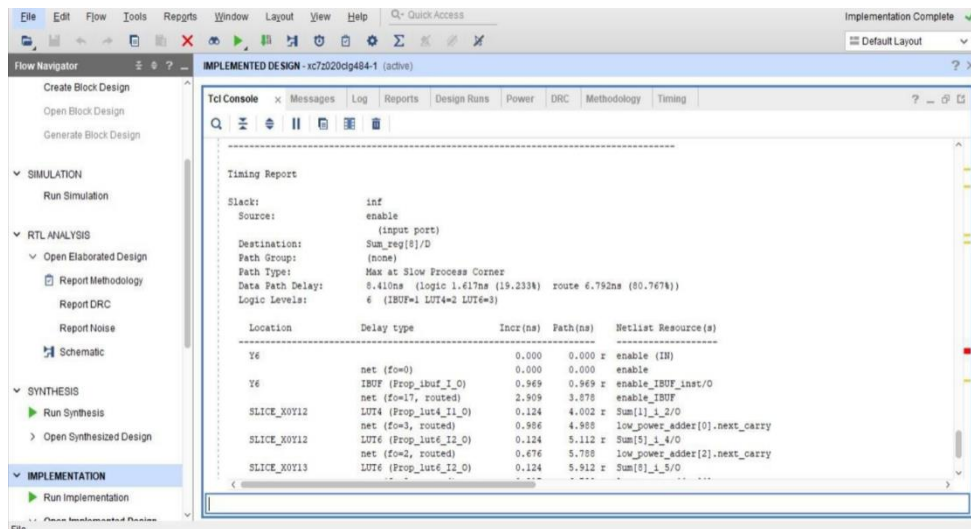 File Edit Flow Tools Reports Window Layout View Help Q- Quick Access Implementation Complete
Default Layout
Flow Navigator
IMPLEMENTED DESIGN - xc7z020clg484-1 (active)
Create Block Design
Open Block Design
Generate Block Design
SIMULATION
Run Simulation
RTL ANALYSIS
Open Elaborated Design
Report Methodology
Report DRC
Report Noise
Schematic
SYNTHESIS
Run Synthesis
Open Synthesized Design
IMPLEMENTATION
Run Implementation
Open Implemented Design
File
Tcl Console Messages Log Reports Design Runs Power DRC Methodology Timing
Timing Report
Slack: inf
Source: enable
(input port)
Destination: Sum_reg[8]/D
Path Group: (none)
Path Type: Max at Slow Process Corner
Data Path Delay: 8.410ns (logic 1.617ns (19.233%) route 6.792ns (80.767%))
Logic Levels: 6 (IBUF=1 LUT4=2 LUT6=3)
Location Delay type Incr(ns) Path(ns) Netlist Resource(s)
Y6 0.000 0.000 r enable (IN)
net (fo=0) 0.000 0.000 enable
Y6 IBUF (Prop_ibuf_I_O) 0.969 0.969 r enable_IBUF_inst/O
net (fo=17, routed) 2.909 3.878 enable_IBUF
SLICE_X0Y12 LUT4 (Prop_lut4_I1_O) 0.124 4.002 r Sum[1]_i_2/O
net (fo=3, routed) 0.986 4.988 low_power_adder[0].next_carry
SLICE_X0Y12 LUT6 (Prop_lut6_I2_O) 0.124 5.112 r Sum[5]_i_4/O
net (fo=2, routed) 0.676 5.788 low_power_adder[2].next_carry
SLICE_X0Y13 LUT6 (Prop_lut6_I2_O) 0.124 5.912 r Sum[8]_i_5/O